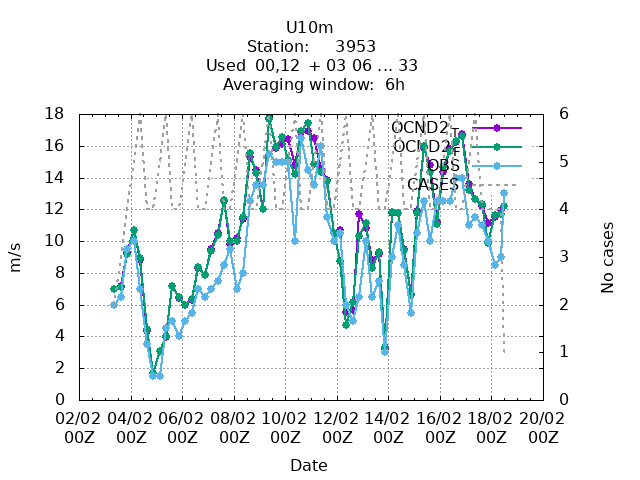 U10m
Station: 3953
Used 00,12 + 03 06 ... 33
Averaging window: 6h
18 16 14 12 10 8 6 4 2 0
m/s
6 5 4 3 2 1 0
No cases
OCND2_T
OCND2_F
OBS
CASES
02/02 04/02 06/02 08/02 10/02 12/02 14/02 16/02 18/02 20/02
00Z 00Z 00Z 00Z 00Z 00Z 00Z 00Z 00Z 00Z
Date